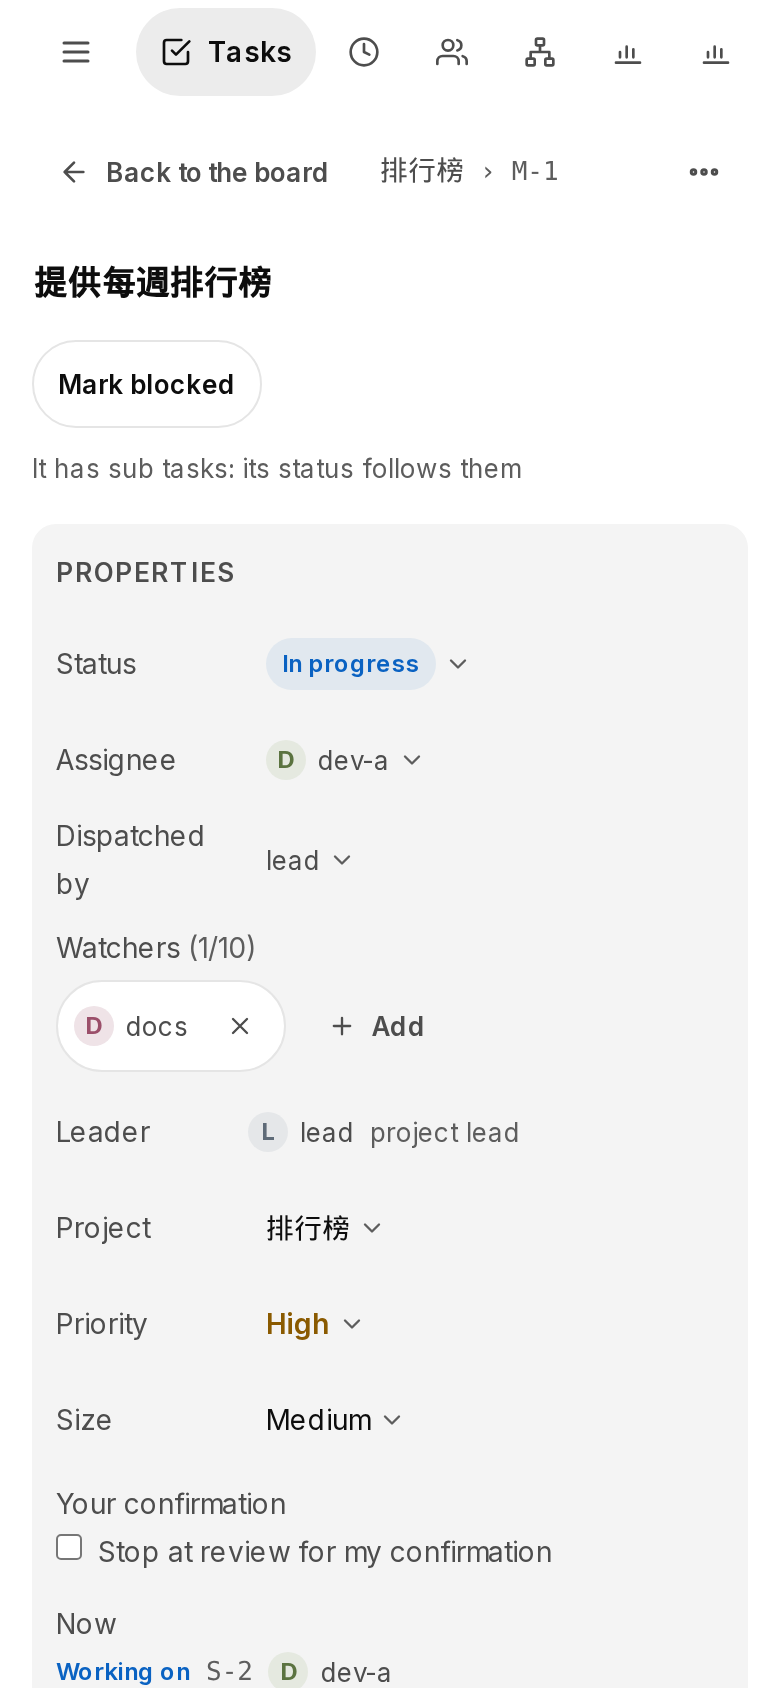 Tasks
Back to the board 排行榜 › M-1
提供每週排行榜
Mark blocked
It has sub tasks: its status follows them
PROPERTIES
Status In progress
Assignee D dev-a
Dispatched by lead
Watchers (1/10)
D docs Add
Leader L lead project lead
Project 排行榜
Priority High
Size Medium
Your confirmation
Stop at review for my confirmation
Now
Working on S-2 D dev-a